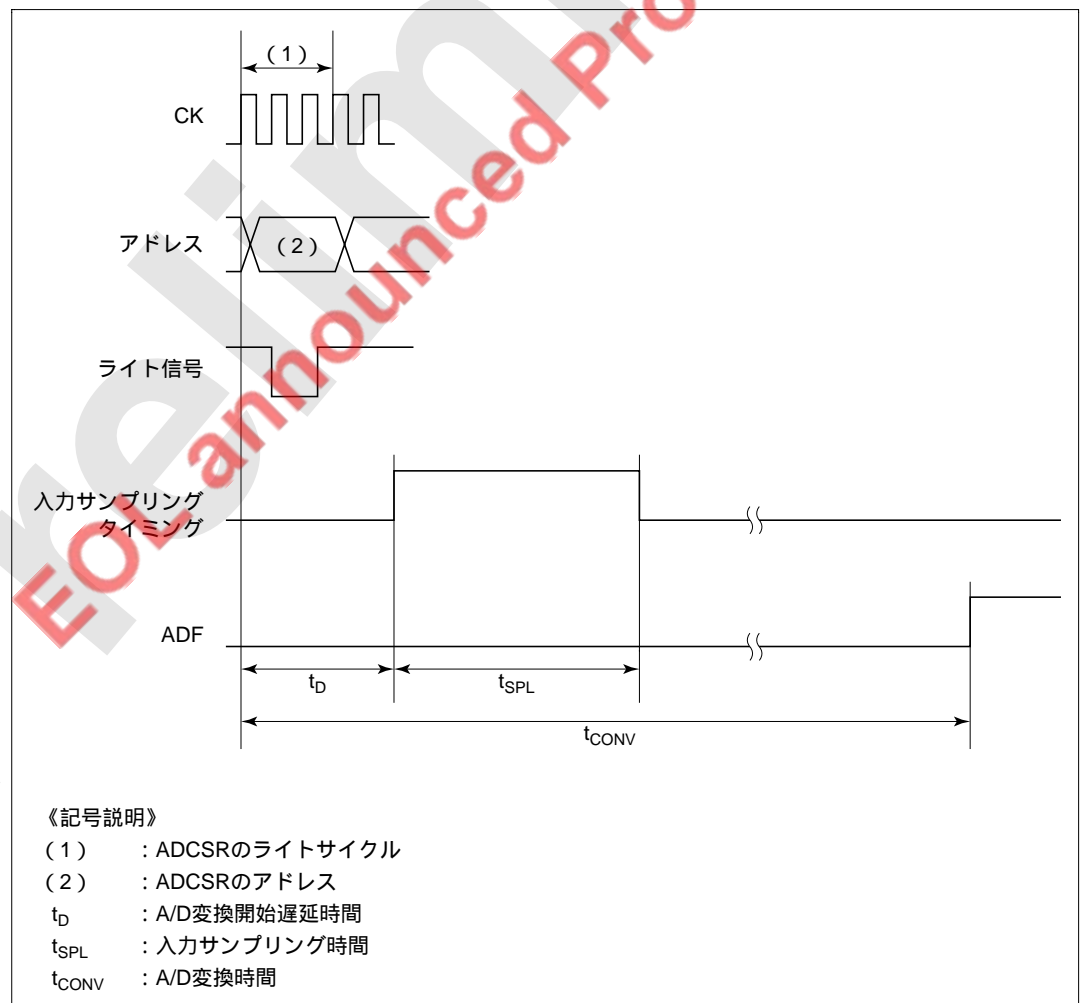 (1)
CK
アドレス
(2)
ライト信号
入力サンプリング
タイミング
ADF
tD
tSPL
tCONV
《記号説明》
(1) :ADCSRのライトサイクル
(2) :ADCSRのアドレス
tD :A/D変換開始遅延時間
tSPL :入力サンプリング時間
tCONV :A/D変換時間
EOL announced Pro
relim